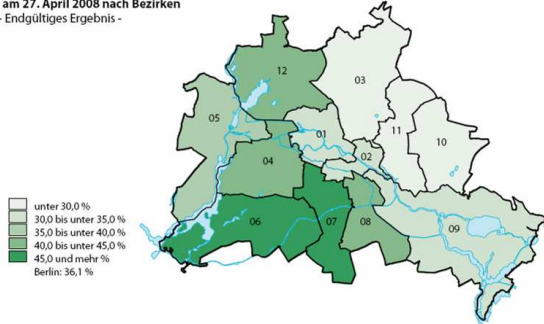 am 27. April 2008 nach Bezirken
- Endgültiges Ergebnis -
12
03
05
01
11
10
02
04
06
07
08
09
unter 30,0 %
30,0 bis unter 35,0 %
35,0 bis unter 40,0 %
40,0 bis unter 45,0 %
45,0 und mehr %
Berlin: 36,1 %